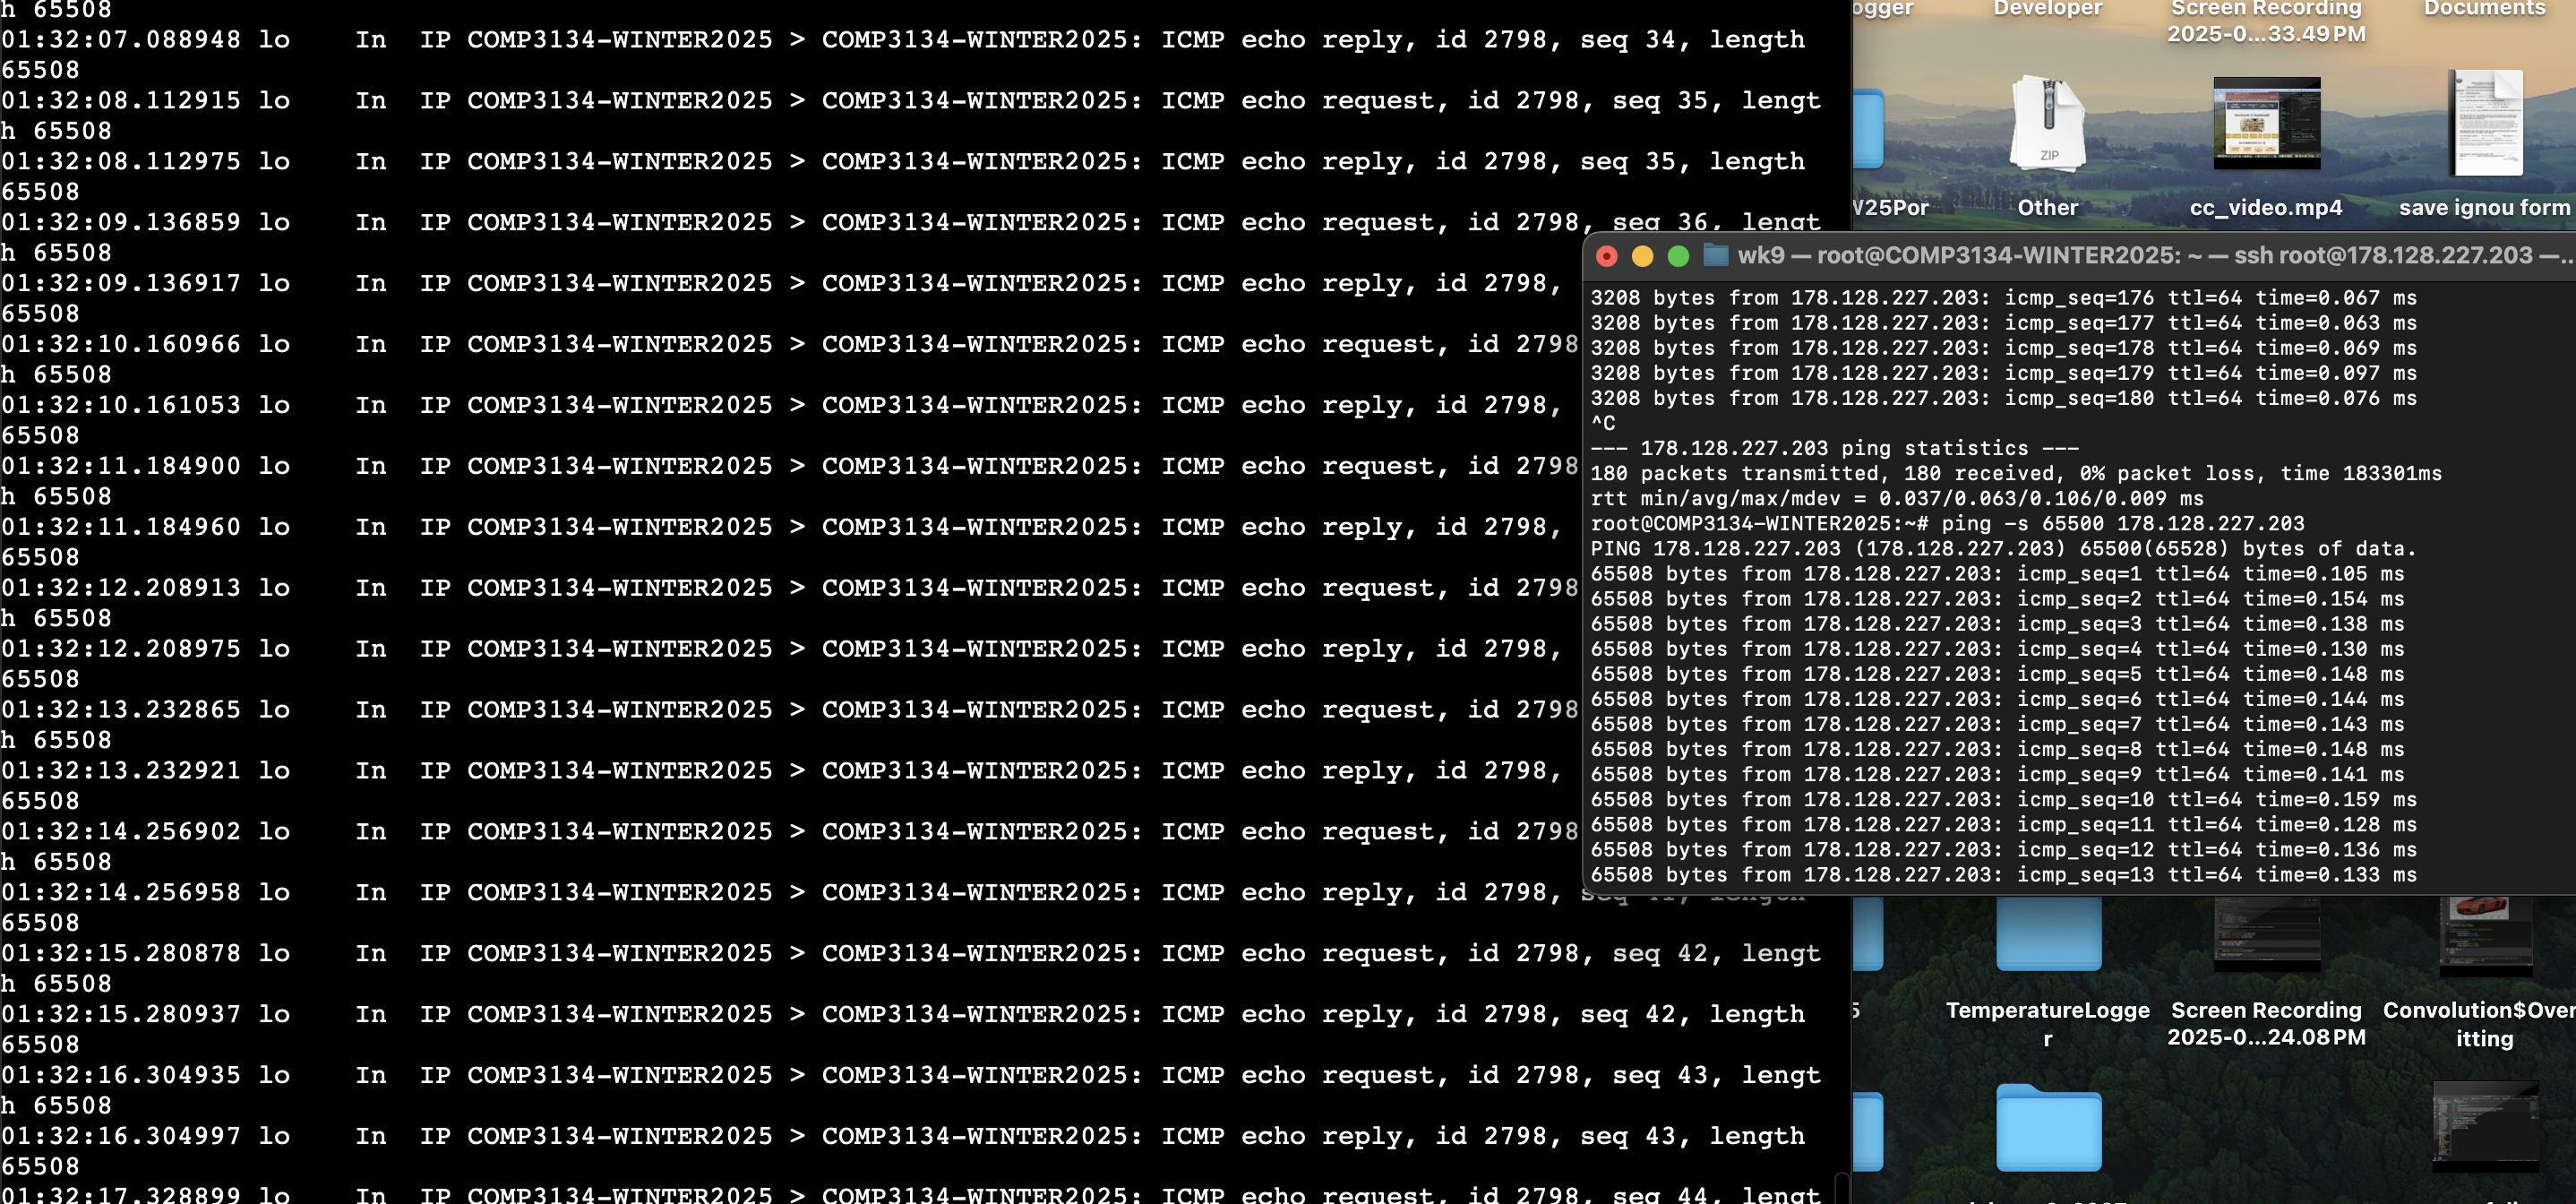 h 65508
01:32:07.088948 lo    In  IP COMP3134-WINTER2025 > COMP3134-WINTER2025: ICMP echo reply, id 2798, seq 34, length
65508
01:32:08.112915 lo    In  IP COMP3134-WINTER2025 > COMP3134-WINTER2025: ICMP echo request, id 2798, seq 35, lengt
h 65508
01:32:08.112975 lo    In  IP COMP3134-WINTER2025 > COMP3134-WINTER2025: ICMP echo reply, id 2798, seq 35, length
65508
01:32:09.136859 lo    In  IP COMP3134-WINTER2025 > COMP3134-WINTER2025: ICMP echo request, id 2798, seq 36, lengt
h 65508
01:32:09.136917 lo    In  IP COMP3134-WINTER2025 > COMP3134-WINTER2025: ICMP echo reply, id 2798,
65508
01:32:10.160966 lo    In  IP COMP3134-WINTER2025 > COMP3134-WINTER2025: ICMP echo request, id 2798
h 65508
01:32:10.161053 lo    In  IP COMP3134-WINTER2025 > COMP3134-WINTER2025: ICMP echo reply, id 2798,
65508
01:32:11.184900 lo    In  IP COMP3134-WINTER2025 > COMP3134-WINTER2025: ICMP echo request, id 2798
h 65508
01:32:11.184960 lo    In  IP COMP3134-WINTER2025 > COMP3134-WINTER2025: ICMP echo reply, id 2798,
65508
01:32:12.208913 lo    In  IP COMP3134-WINTER2025 > COMP3134-WINTER2025: ICMP echo request, id 2798
h 65508
01:32:12.208975 lo    In  IP COMP3134-WINTER2025 > COMP3134-WINTER2025: ICMP echo reply, id 2798,
65508
01:32:13.232865 lo    In  IP COMP3134-WINTER2025 > COMP3134-WINTER2025: ICMP echo request, id 2798
h 65508
01:32:13.232921 lo    In  IP COMP3134-WINTER2025 > COMP3134-WINTER2025: ICMP echo reply, id 2798,
65508
01:32:14.256902 lo    In  IP COMP3134-WINTER2025 > COMP3134-WINTER2025: ICMP echo request, id 2798
h 65508
01:32:14.256958 lo    In  IP COMP3134-WINTER2025 > COMP3134-WINTER2025: ICMP echo reply, id 2798, seq 41, length
65508
01:32:15.280878 lo    In  IP COMP3134-WINTER2025 > COMP3134-WINTER2025: ICMP echo request, id 2798, seq 42, lengt
h 65508
01:32:15.280937 lo    In  IP COMP3134-WINTER2025 > COMP3134-WINTER2025: ICMP echo reply, id 2798, seq 42, length
65508
01:32:16.304935 lo    In  IP COMP3134-WINTER2025 > COMP3134-WINTER2025: ICMP echo request, id 2798, seq 43, lengt
h 65508
01:32:16.304997 lo    In  IP COMP3134-WINTER2025 > COMP3134-WINTER2025: ICMP echo reply, id 2798, seq 43, length
65508
01:32:17.328899 lo    In  IP COMP3134-WINTER2025 > COMP3134-WINTER2025: ICMP echo request, id 2798, seq 44, lengt
ogger
Developer
Screen Recording
2025-0...33.49 PM
Documents
W25Por
ZIP
Other
cc_video.mp4
save ignou form
wk9 — root@COMP3134-WINTER2025: ~ — ssh root@178.128.227.203 —...
3208 bytes from 178.128.227.203: icmp_seq=176 ttl=64 time=0.067 ms
3208 bytes from 178.128.227.203: icmp_seq=177 ttl=64 time=0.063 ms
3208 bytes from 178.128.227.203: icmp_seq=178 ttl=64 time=0.069 ms
3208 bytes from 178.128.227.203: icmp_seq=179 ttl=64 time=0.097 ms
3208 bytes from 178.128.227.203: icmp_seq=180 ttl=64 time=0.076 ms
^C
--- 178.128.227.203 ping statistics ---
180 packets transmitted, 180 received, 0% packet loss, time 183301ms
rtt min/avg/max/mdev = 0.037/0.063/0.106/0.009 ms
root@COMP3134-WINTER2025:~# ping -s 65500 178.128.227.203
PING 178.128.227.203 (178.128.227.203) 65500(65528) bytes of data.
65508 bytes from 178.128.227.203: icmp_seq=1 ttl=64 time=0.105 ms
65508 bytes from 178.128.227.203: icmp_seq=2 ttl=64 time=0.154 ms
65508 bytes from 178.128.227.203: icmp_seq=3 ttl=64 time=0.138 ms
65508 bytes from 178.128.227.203: icmp_seq=4 ttl=64 time=0.130 ms
65508 bytes from 178.128.227.203: icmp_seq=5 ttl=64 time=0.148 ms
65508 bytes from 178.128.227.203: icmp_seq=6 ttl=64 time=0.144 ms
65508 bytes from 178.128.227.203: icmp_seq=7 ttl=64 time=0.143 ms
65508 bytes from 178.128.227.203: icmp_seq=8 ttl=64 time=0.148 ms
65508 bytes from 178.128.227.203: icmp_seq=9 ttl=64 time=0.141 ms
65508 bytes from 178.128.227.203: icmp_seq=10 ttl=64 time=0.159 ms
65508 bytes from 178.128.227.203: icmp_seq=11 ttl=64 time=0.128 ms
65508 bytes from 178.128.227.203: icmp_seq=12 ttl=64 time=0.136 ms
65508 bytes from 178.128.227.203: icmp_seq=13 ttl=64 time=0.133 ms
5
TemperatureLogge
r
Screen Recording
2025-0...24.08 PM
Convolution$Over
itting